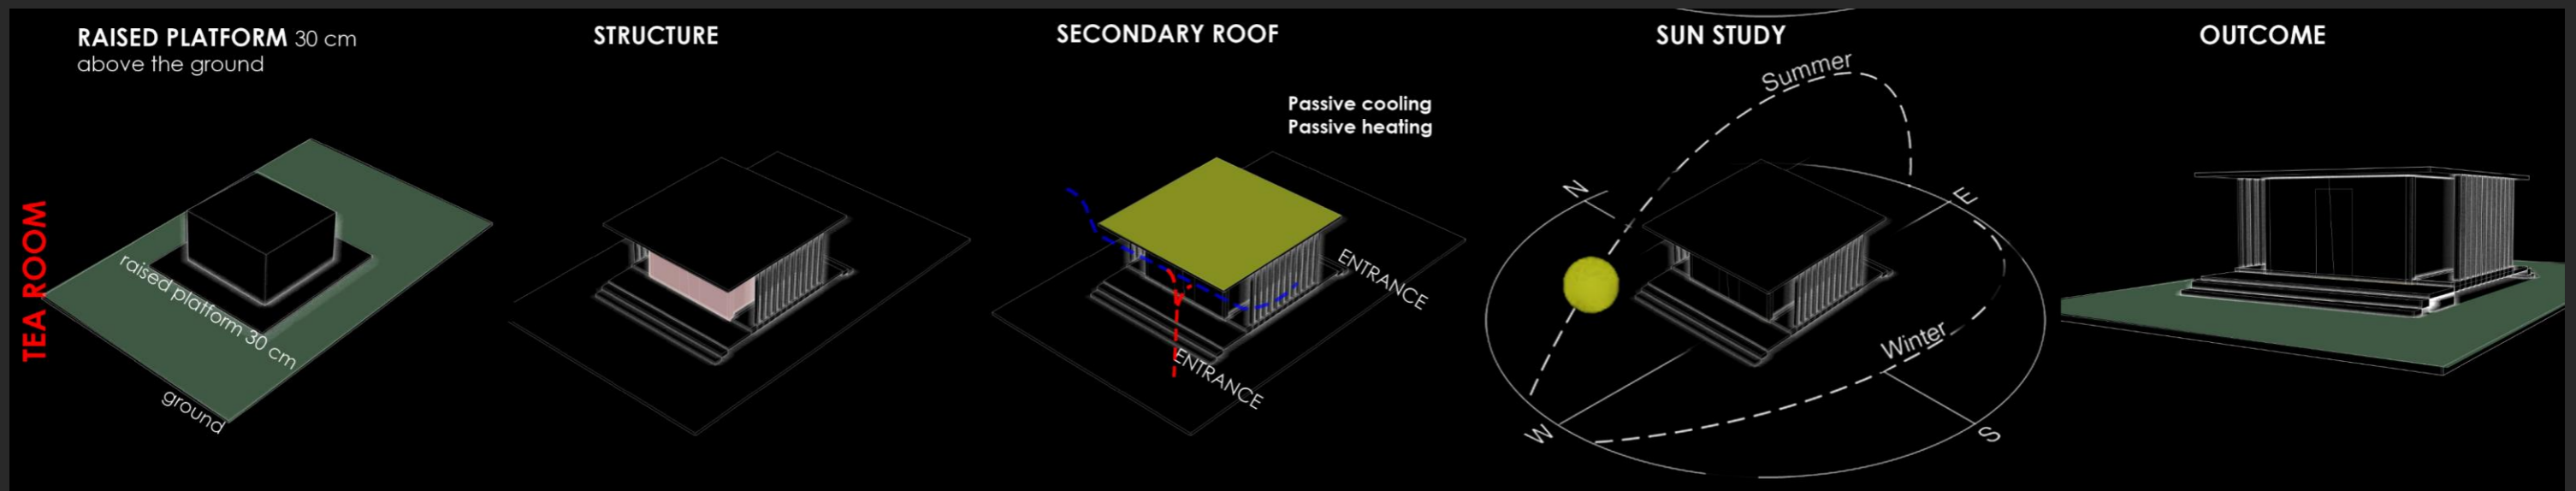 TEA ROOM
RAISED PLATFORM 30 cm
above the ground
raised platform 30 cm
ground
STRUCTURE
SECONDARY ROOF
Passive cooling
Passive heating
ENTRANCE
ENTRANCE
SUN STUDY
Summer
N
E
Winter
W
S
OUTCOME